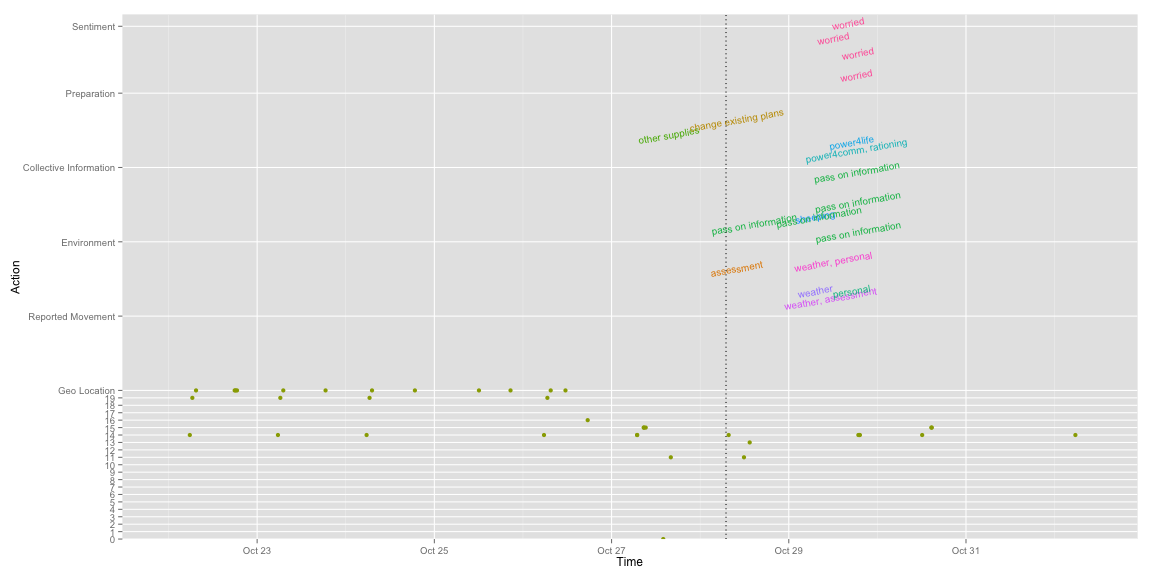 Sentiment
worried
worried
worried
worried
Preparation
change existing plans
other supplies
power4life
power4comm, rationing
Collective Information
pass on information
pass on information
pass on information
pass on information
pass on information
Environment
assessment
weather, personal
weather
personal
weather, assessment
Reported Movement
Action
Geo Location
19
18
17
16
15
14
13
12
11
10
9
8
7
6
5
4
3
2
1
0
Oct 23
Oct 25
Oct 27
Oct 29
Oct 31
Time